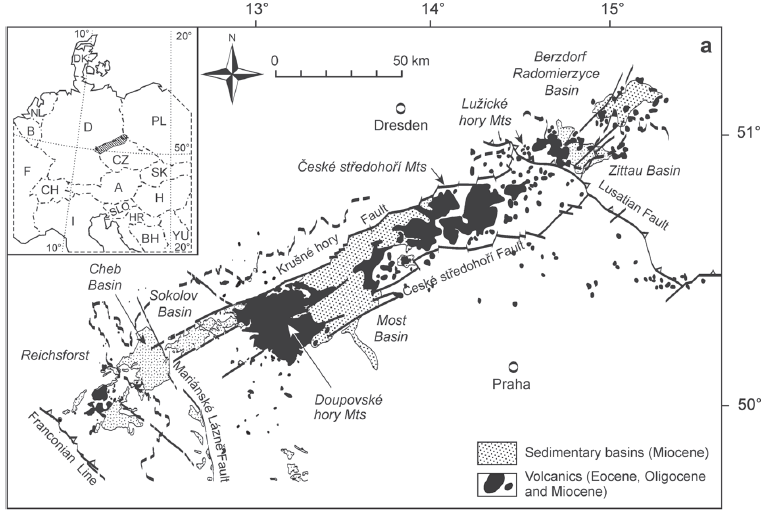 13°
14°
15°
a
N
0
50 km
Dresden
Berzdorf
Radomierzyce
Basin
Lužické
hory Mts
51°
České středohoří Mts
Zittau Basin
Lusatian Fault
Krušné hory
Fault
České středohoří Fault
Cheb
Basin
Sokolov
Basin
Most
Basin
Reichsforst
Mariánské Lázně Fault
Doupovské
hory Mts
Praha
50°
Franconian Line
Sedimentary basins (Miocene)
Volcanics (Eocene, Oligocene
and Miocene)
10°
20°
DK
NL
B
D
PL
50°
CZ
F
SK
CH
A
H
SLO
HR
I
BH
YU
10°
20°